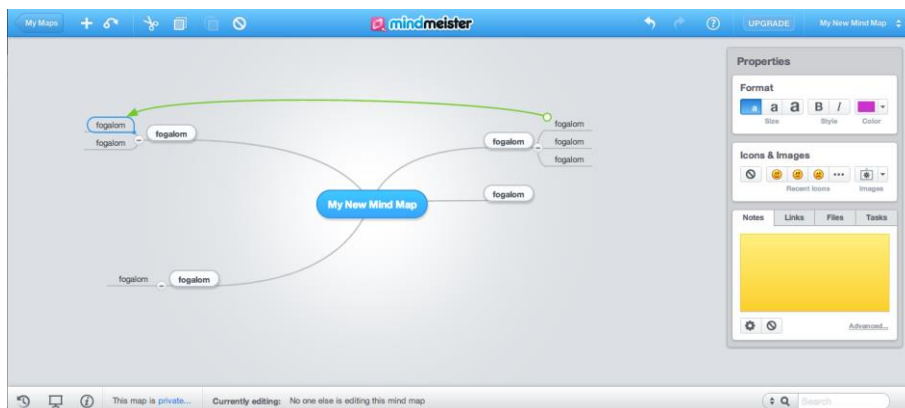 My Maps
mindmeister
UPGRADE
My New Mind Map
Properties
Format
a a a B I
Size Style Color
Icons & Images
Recent Icons Images
Notes Links Files Tasks
Advanced...
fogalom
fogalom
fogalom
My New Mind Map
fogalom
fogalom
fogalom
fogalom
fogalom
fogalom
fogalom
fogalom
This map is private... Currently editing: No one else is editing this mind map
Search